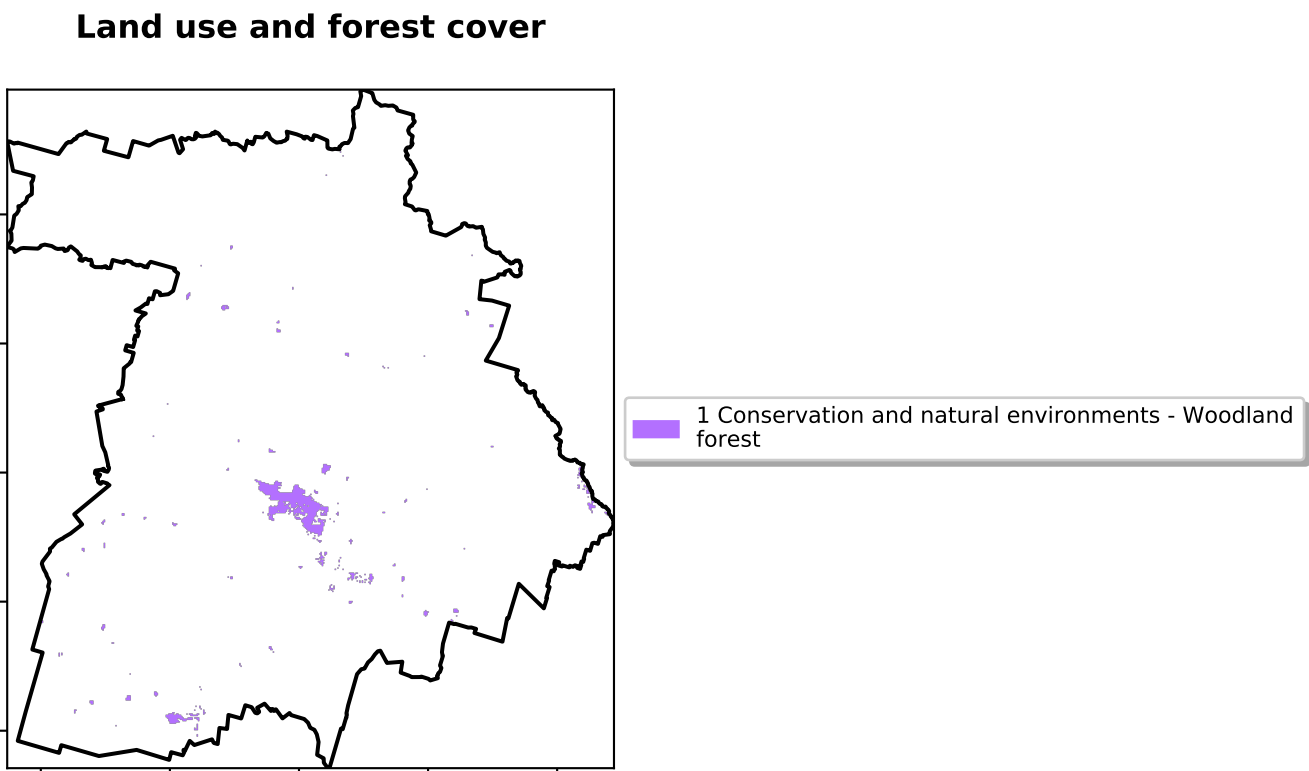 Land use and forest cover
1 Conservation and natural environments - Woodland
forest